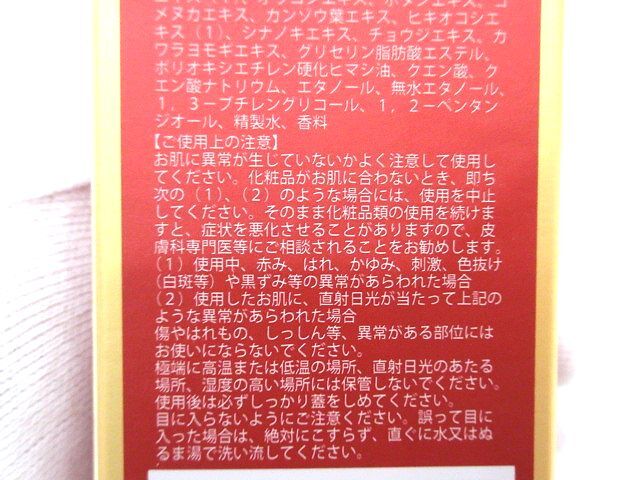 メヌカエキス、カンゾウ葉エキス、ヒキオコシエ
キス（1）、シナノキエキス、チョウジエキス、カ
ワラヨモギエキス、グリセリン脂肪酸エステル、
ポリオキシエチレン硬化ヒマシ油、クエン酸、ク
エン酸ナトリウム、エタノール、無水エタノール、
1，3－ブチレングリコール、1，2－ペンタン
ジオール、精製水、香料
【ご使用上の注意】
お肌に異常が生じていないかよく注意して使用し
てください。化粧品がお肌に合わないとき、即ち
次の（1）、（2）のような場合には、使用を中止
してください。そのまま化粧品類の使用を続けま
すと、症状を悪化させることがありますので、皮
膚科専門医等にご相談されることをお勧めします。
（1）使用中、赤み、はれ、かゆみ、刺激、色抜け
（白斑等）や黒ずみ等の異常があらわれた場合
（2）使用したお肌に、直射日光が当たって上記の
ような異常があらわれた場合
傷やはれもの、しっしん等、異常がある部位には
お使いにならないでください。
極端に高温または低温の場所、直射日光のあたる
場所、湿度の高い場所には保管しないでください。
使用後は必ずしっかり蓋をしめてください。
目に入らないようにご注意ください。誤って目に
入った場合は、絶対にこすらず、直ぐに水又はぬ
るま湯で洗い流してください。